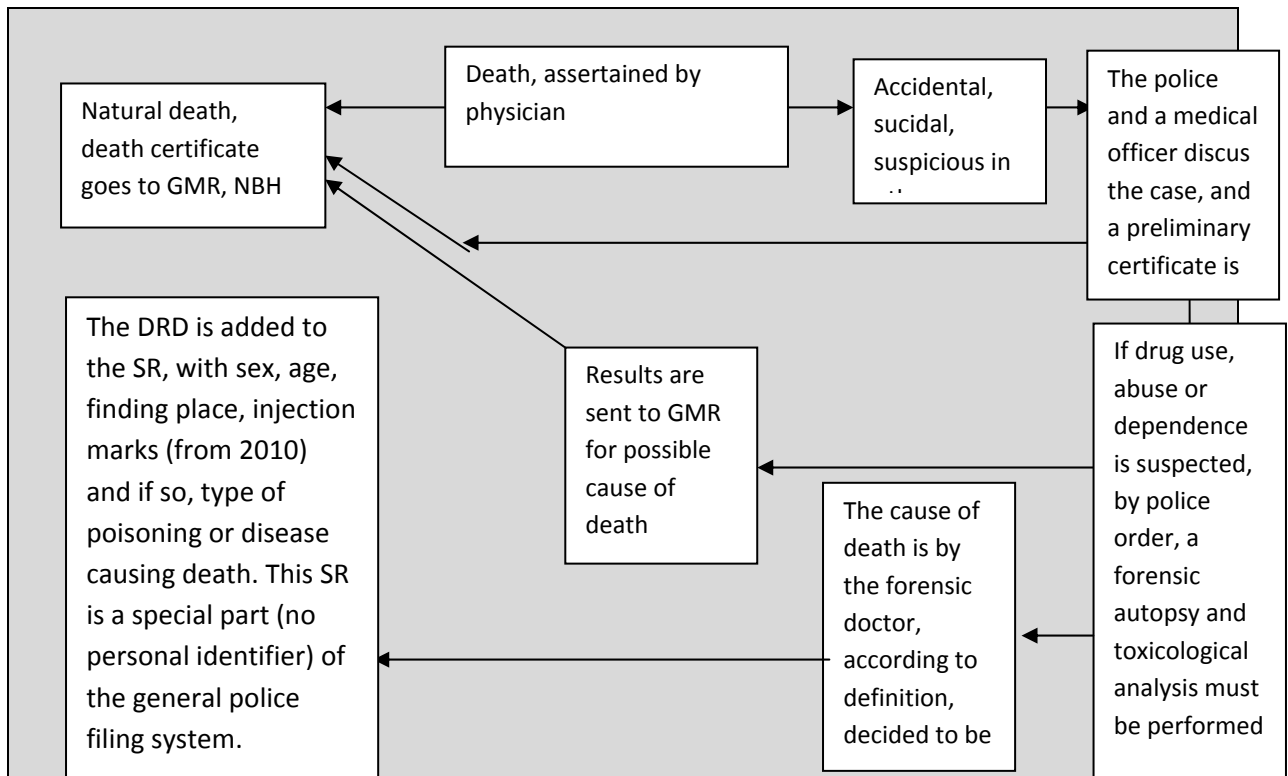 Death, assertained by
physician
Natural death,
death certificate
goes to GMR, NBH
Accidental,
sucidal,
suspicious in
The police
and a medical
officer discus
the case, and
a preliminary
certificate is
If drug use,
abuse or
dependence
is suspected,
by police
order, a
forensic
autopsy and
toxicological
analysis must
be performed
Results are
sent to GMR
for possible
cause of
death
The cause of
death is by
the forensic
doctor,
according to
definition,
decided to be
The DRD is added to
the SR, with sex, age,
finding place, injection
marks (from 2010)
and if so, type of
poisoning or disease
causing death. This SR
is a special part (no
personal identifier) of
the general police
filing system.